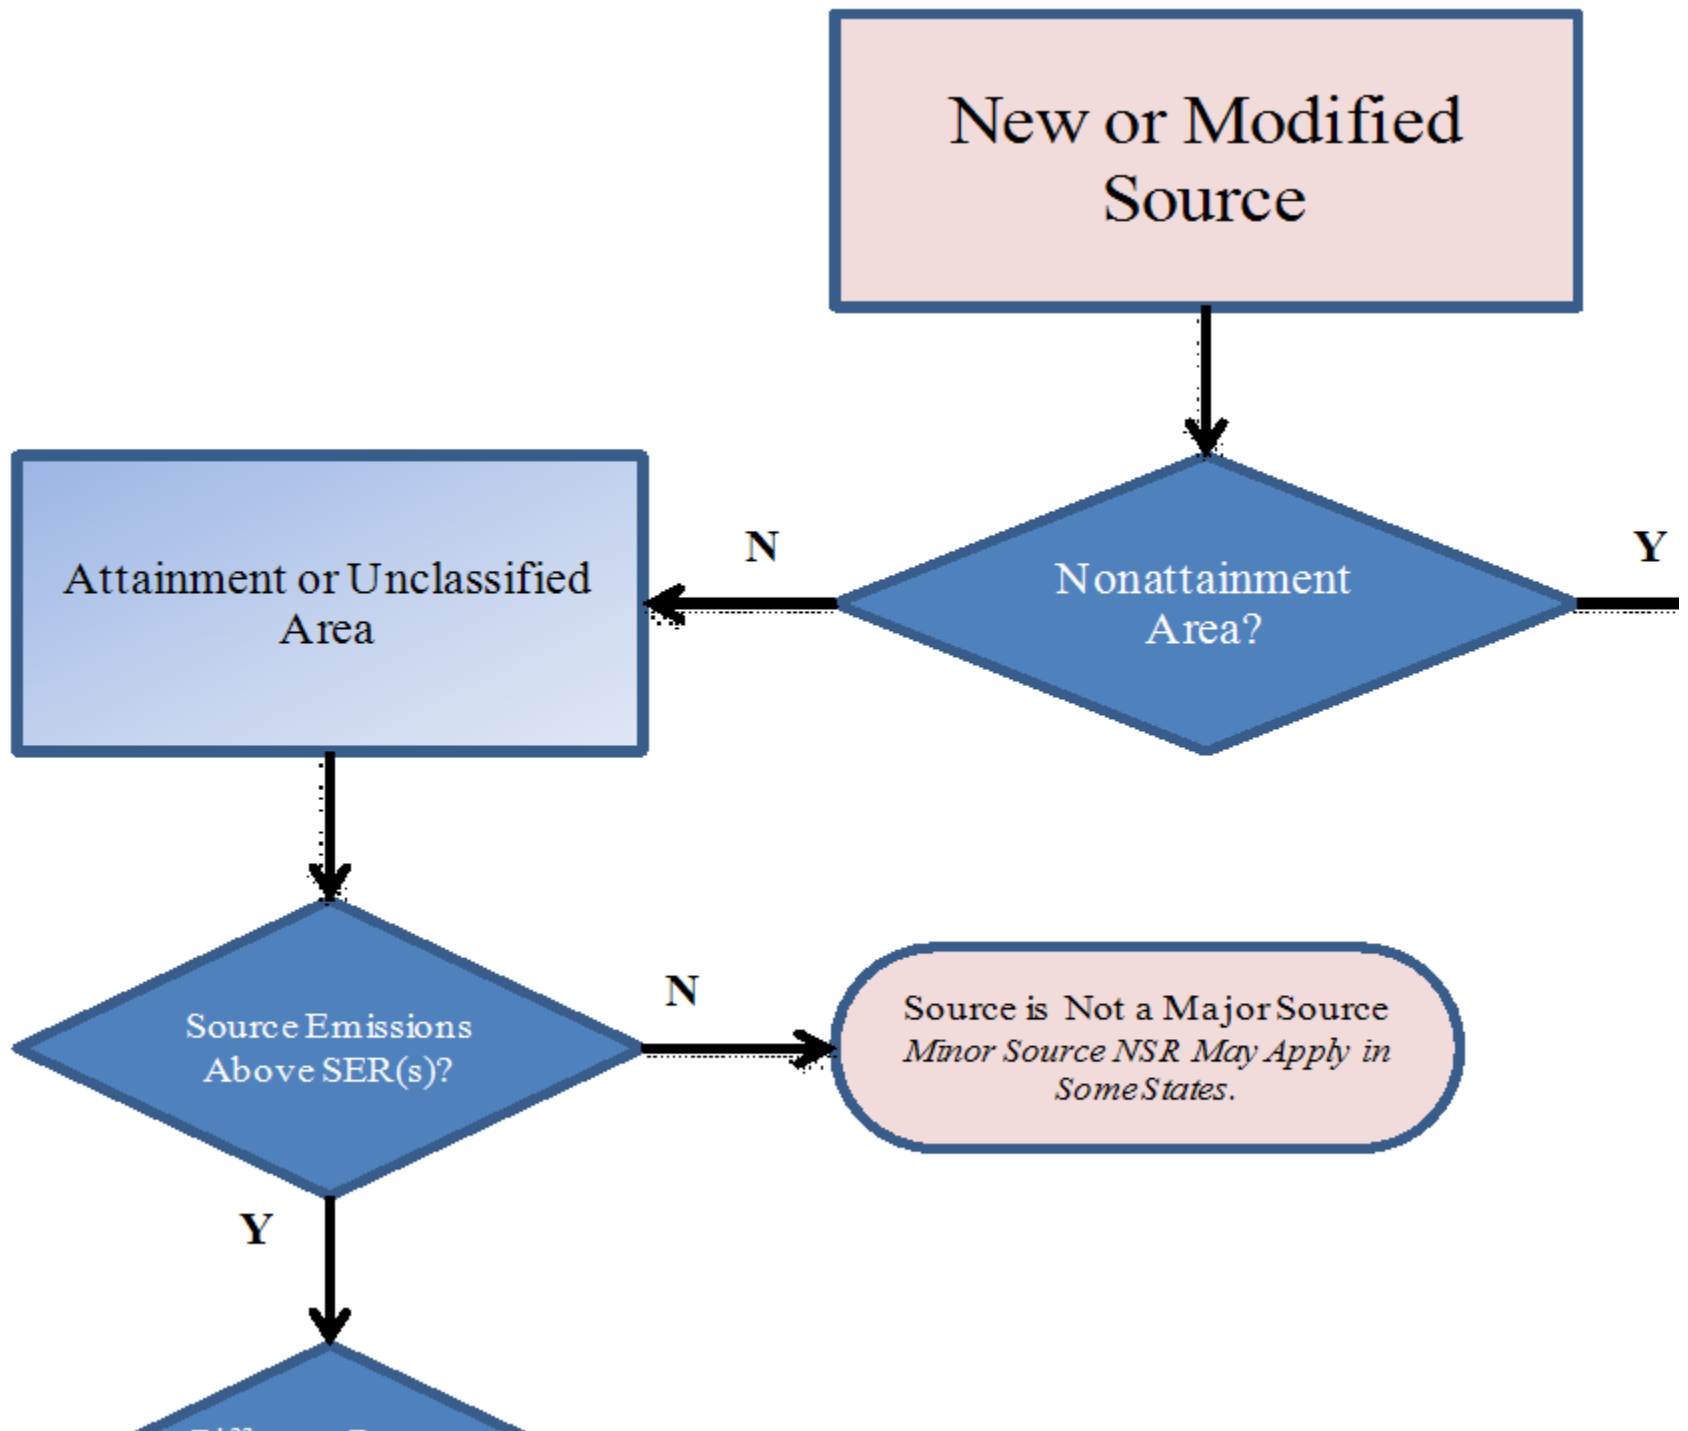 New or Modified
Source
N
Y
Attainment or Unclassified
Area
Nonattainment
Area?
N
Source Emissions
Above SER(s)?
Source is Not a Major Source
Minor Source NSR May Apply in
Some States.
Y